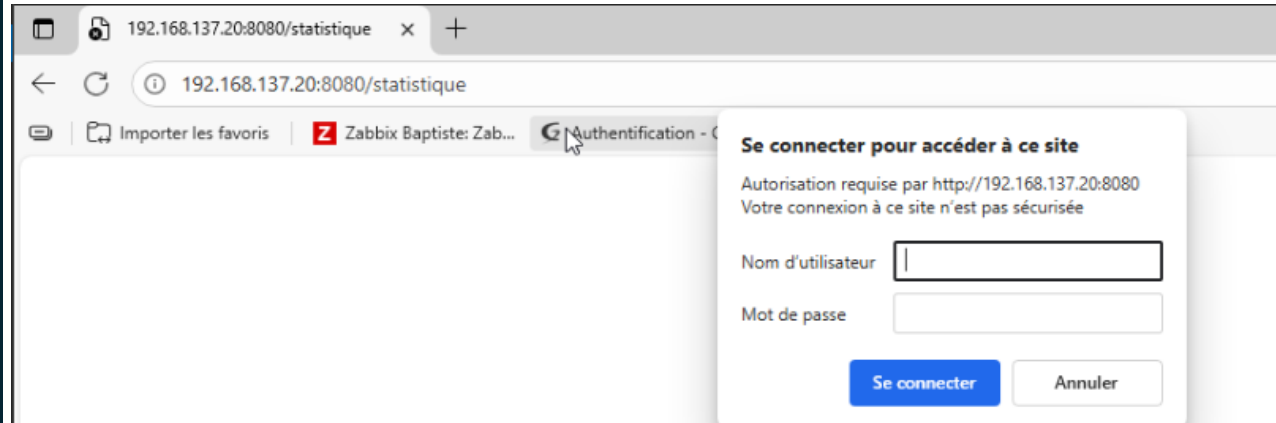 192.168.137.20:8080/statistique
192.168.137.20:8080/statistique
Importer les favoris
Z Zabbix Baptiste: Zab...
Authentification -
Se connecter pour accéder à ce site
Autorisation requise par http://192.168.137.20:8080
Votre connexion à ce site n'est pas sécurisée
Nom d'utilisateur
Mot de passe
Se connecter
Annuler